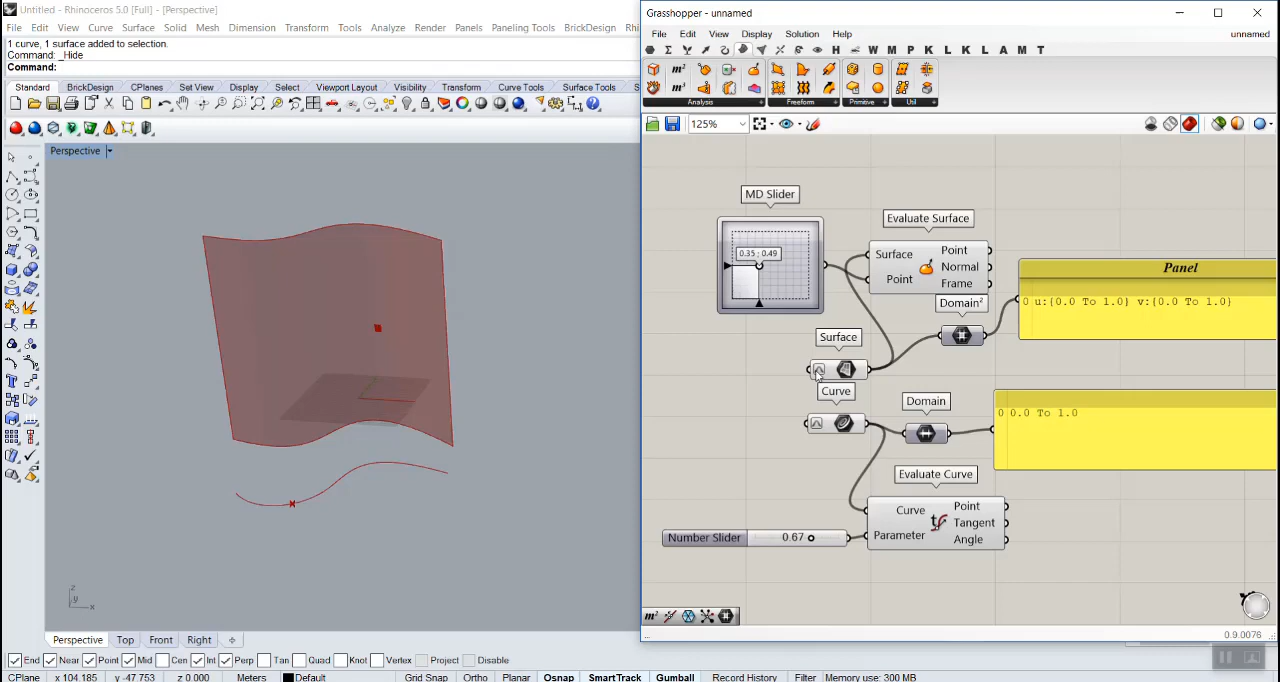 Untitled - Rhinoceros 5.0 [Full] - [Perspective]
File Edit View Curve Surface Solid Mesh Dimension Transform Tools Analyze Panels Paneling Tools BrickDesign
1 curve, 1 surface added to selection.
Command: _Hide
Command:
Standard BrickDesign CPlanes Set View Display Select Viewport Layout Visibility Transform Curve Tools Surface Tools
Perspective
z
y
x
Perspective Top Front Right
End Near Point Mid Cen Int Perp Tan Quad Knot Vertex Project Disable
CPlane x 104.185 y -47.753 z 0.000 Meters Default Grid Snap Ortho Planar Osnap SmartTrack Gumball Record History Filter Memory use: 300 MB
Grasshopper - unnamed
File Edit View Display Solution Help unnamed
H W M P K L K L A M T
m² m³
Analysis Freeform Primitive Util
125%
MD Slider
0.35 ; 0.49
Evaluate Surface
Surface Point
Point Normal
Frame
Domain²
Panel
0 u:{0.0 To 1.0} v:{0.0 To 1.0}
Surface
Curve
Domain
0 0.0 To 1.0
Evaluate Curve
Curve Point
Tangent
Parameter Angle
Number Slider 0.67
m²
0.9.0076